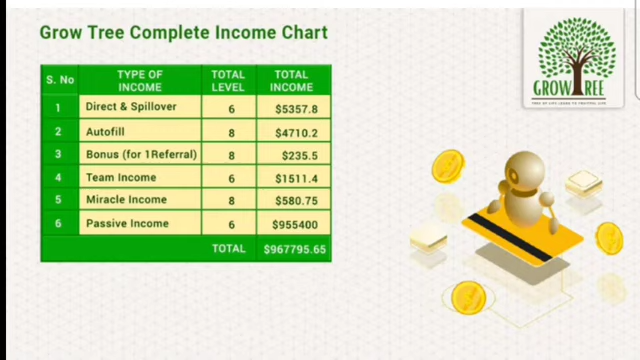 Grow Tree Complete Income Chart
S. No TYPE OF INCOME TOTAL LEVEL TOTAL INCOME
1 Direct & Spillover 6 $5357.8
2 Autofill 8 $4710.2
3 Bonus (for 1Referral) 8 $235.5
4 Team Income 6 $1511.4
5 Miracle Income 8 $580.75
6 Passive Income 6 $955400
TOTAL $967795.65
GROW TREE